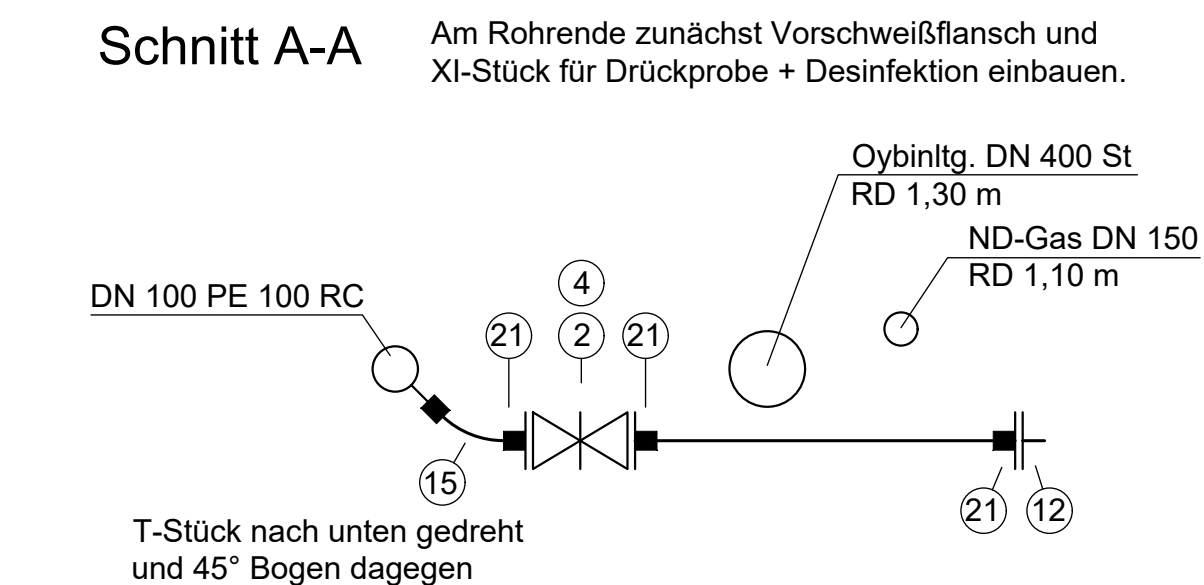 Schnitt A-A
Am Rohrende zunächst Vorschweißflansch und
XI-Stück für Drückprobe + Desinfektion einbauen.
Oybinltg. DN 400 St
RD 1,30 m
ND-Gas DN 150
RD 1,10 m
DN 100 PE 100 RC
4
21
2
21
15
21
12
T-Stück nach unten gedreht
und 45° Bogen dagegen